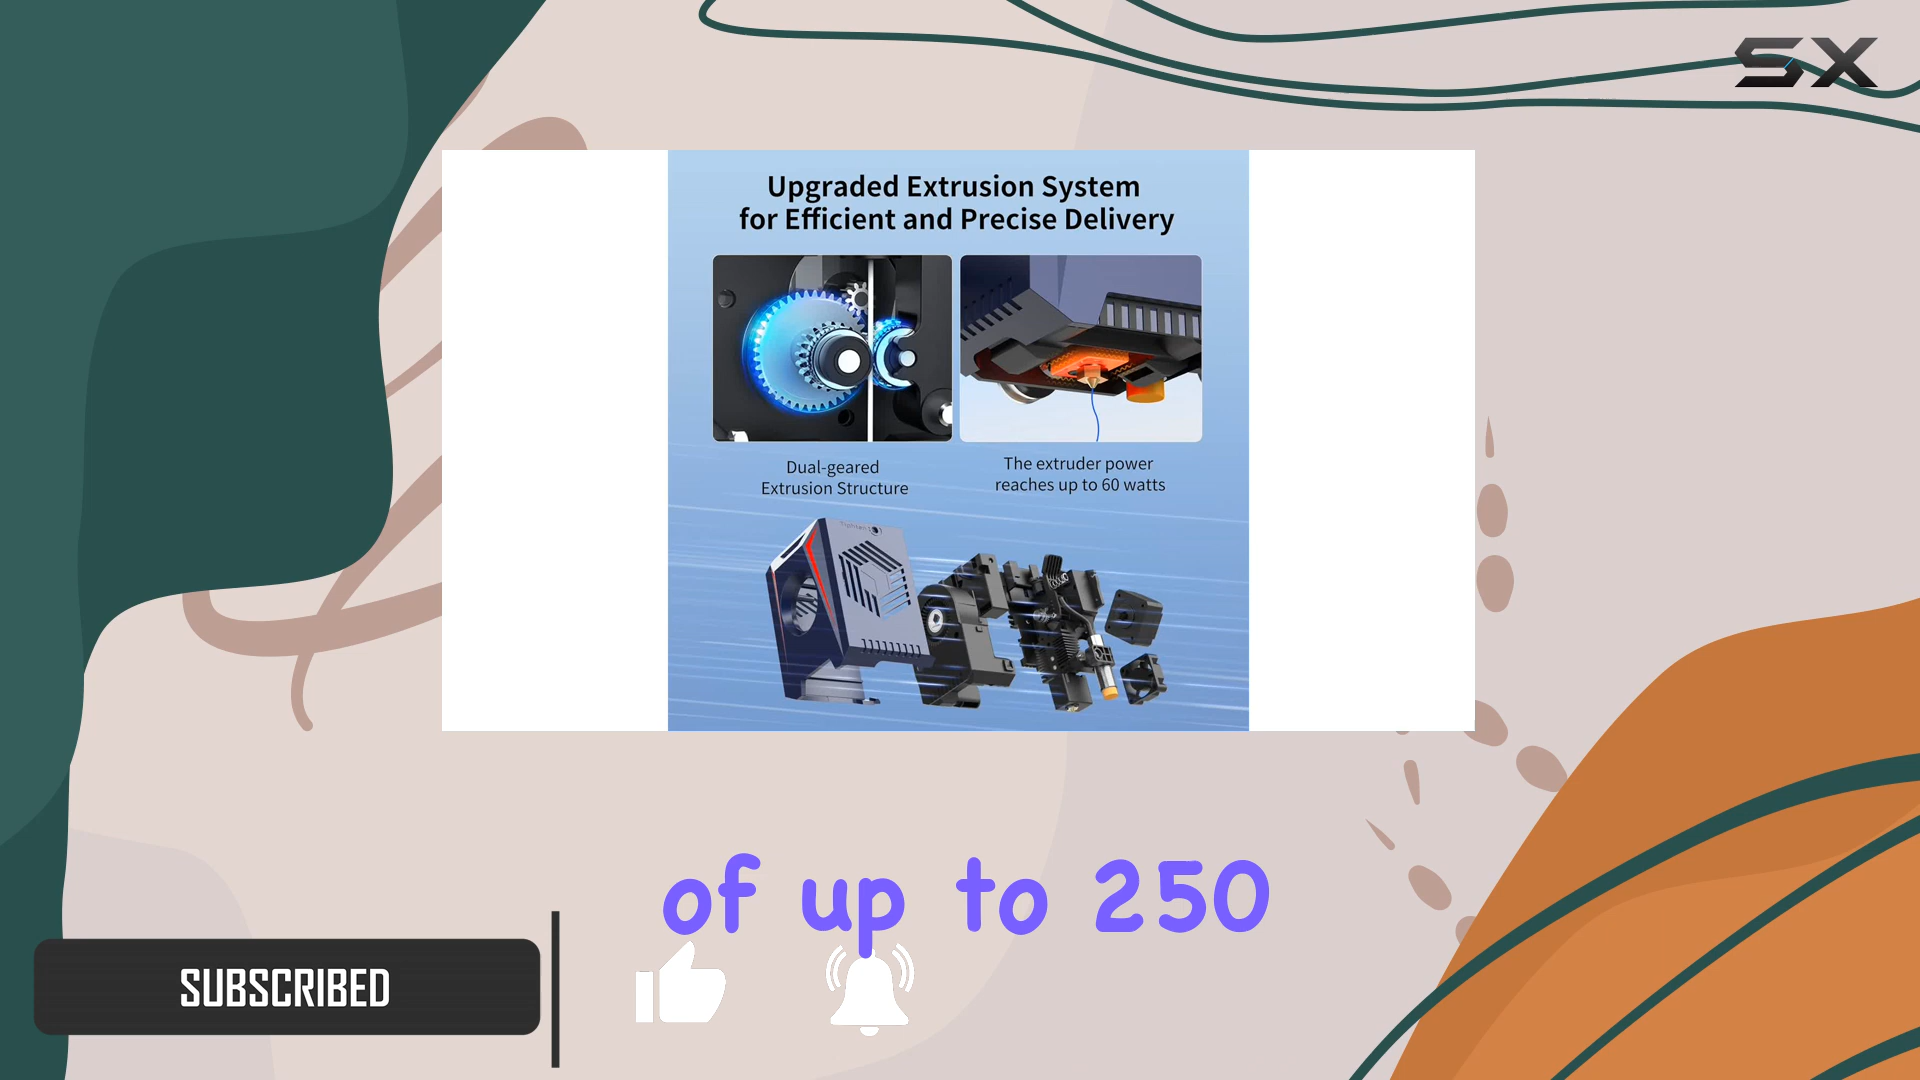 SX
Upgraded Extrusion System
for Efficient and Precise Delivery
Dual-geared
Extrusion Structure
The extruder power
reaches up to 60 watts
of up to 250
SUBSCRIBED